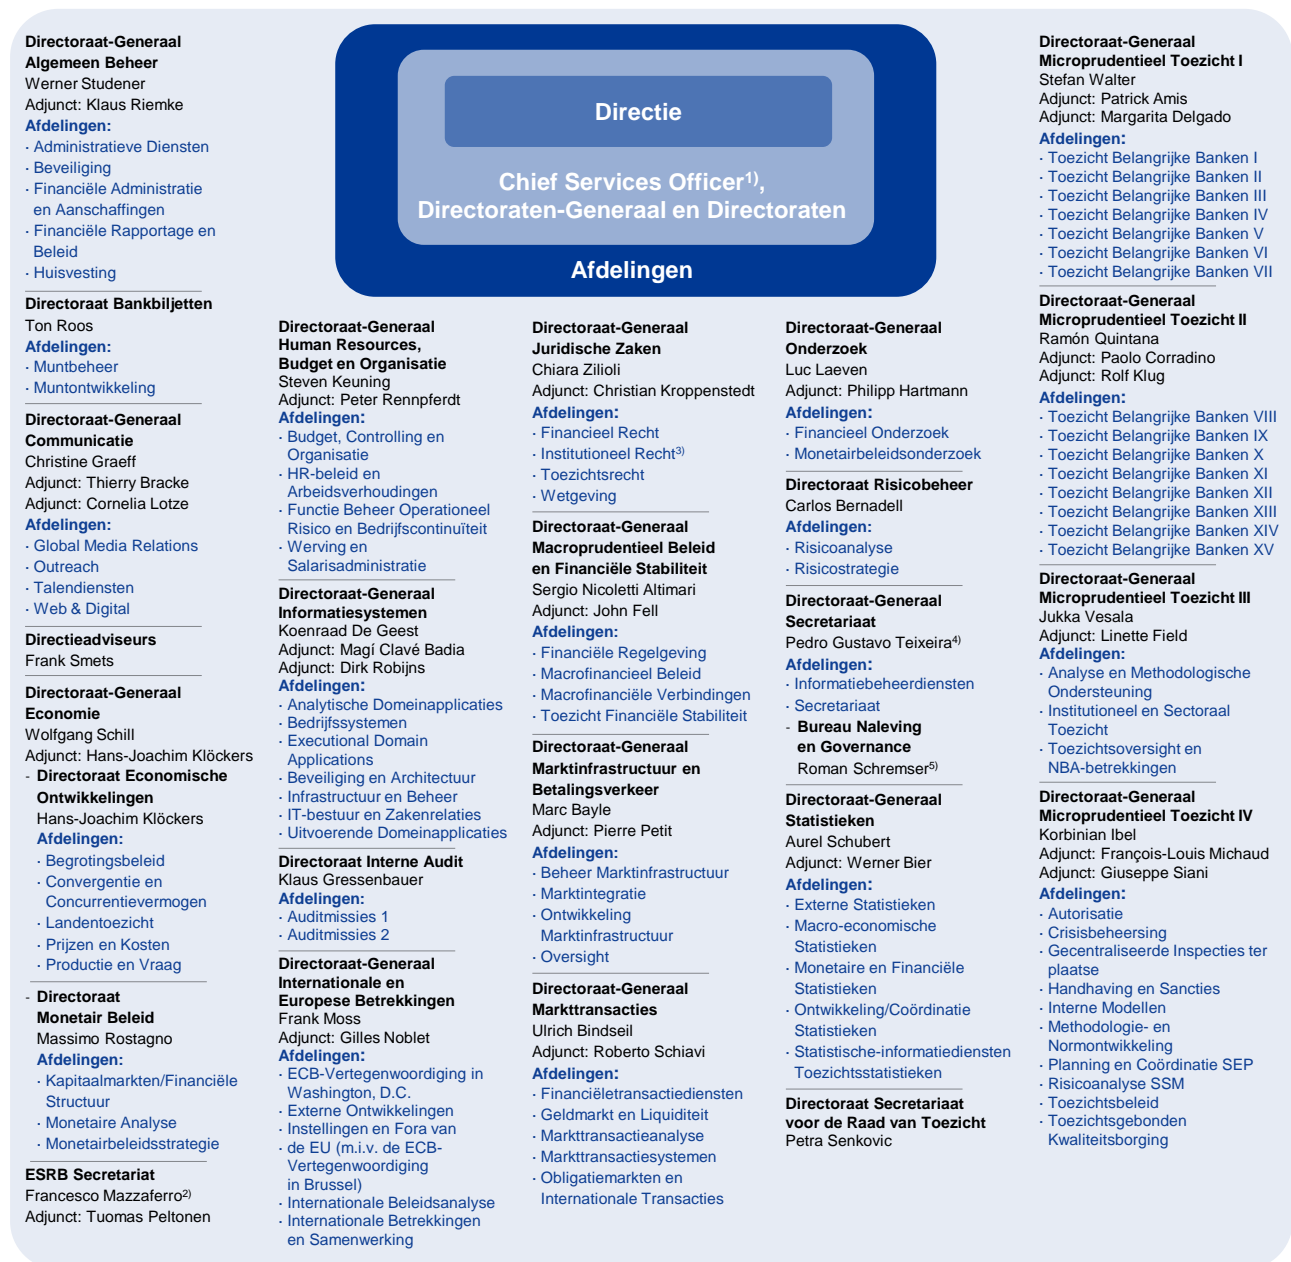 Directoraat-Generaal
Algemeen Beheer
Werner Studener
Adjunct: Klaus Riemke
Afdelingen:
· Administratieve Diensten
· Beveiliging
· Financiële Administratie
en Aanschaffingen
· Financiële Rapportage en
Beleid
· Huisvesting
Directoraat Bankbiljetten
Ton Roos
Afdelingen:
· Muntbeheer
· Muntontwikkeling
Directoraat-Generaal
Communicatie
Christine Graeff
Adjunct: Thierry Bracke
Adjunct: Cornelia Lotze
Afdelingen:
· Global Media Relations
· Outreach
· Talendiensten
· Web & Digital
Directieadviseurs
Frank Smets
Directoraat-Generaal
Economie
Wolfgang Schill
Adjunct: Hans-Joachim Klöckers
- Directoraat Economische
Ontwikkelingen
Hans-Joachim Klöckers
Afdelingen:
· Begrotingsbeleid
· Convergentie en
Concurrentievermogen
· Landentoezicht
· Prijzen en Kosten
· Productie en Vraag
- Directoraat
Monetair Beleid
Massimo Rostagno
Afdelingen:
· Kapitaalmarkten/Financiële
Structuur
· Monetaire Analyse
· Monetairbeleidsstrategie
ESRB Secretariat
Francesco Mazzaferro2)
Adjunct: Tuomas Peltonen
Directie
Chief Services Officer1),
Directoraten-Generaal en Directoraten
Afdelingen
Directoraat-Generaal
Human Resources,
Budget en Organisatie
Steven Keuning
Adjunct: Peter Rennpferdt
Afdelingen:
· Budget, Controlling en
Organisatie
· HR-beleid en
Arbeidsverhoudingen
· Functie Beheer Operationeel
Risico en Bedrijfscontinuïteit
· Werving en
Salarisadministratie
Directoraat-Generaal
Informatiesystemen
Koenraad De Geest
Adjunct: Magí Clavé Badia
Adjunct: Dirk Robijns
Afdelingen:
· Analytische Domeinapplicaties
· Bedrijfssystemen
· Executional Domain
Applications
· Beveiliging en Architectuur
· Infrastructuur en Beheer
· IT-bestuur en Zakenrelaties
· Uitvoerende Domeinapplicaties
Directoraat Interne Audit
Klaus Gressenbauer
Afdelingen:
· Auditmissies 1
· Auditmissies 2
Directoraat-Generaal
Internationale en
Europese Betrekkingen
Frank Moss
Adjunct: Gilles Noblet
Afdelingen:
· ECB-Vertegenwoordiging in
Washington, D.C.
· Externe Ontwikkelingen
· Instellingen en Fora van
· de EU (m.i.v. de ECB-
Vertegenwoordiging
in Brussel)
· Internationale Beleidsanalyse
· Internationale Betrekkingen
en Samenwerking
Directoraat-Generaal
Juridische Zaken
Chiara Zilioli
Adjunct: Christian Kroppenstedt
Afdelingen:
· Financieel Recht
· Institutioneel Recht3)
· Toezichtsrecht
· Wetgeving
Directoraat-Generaal
Macroprudentieel Beleid
en Financiële Stabiliteit
Sergio Nicoletti Altimari
Adjunct: John Fell
Afdelingen:
· Financiële Regelgeving
· Macrofinancieel Beleid
· Macrofinanciële Verbindingen
· Toezicht Financiële Stabiliteit
Directoraat-Generaal
Marktinfrastructuur en
Betalingsverkeer
Marc Bayle
Adjunct: Pierre Petit
Afdelingen:
· Beheer Marktinfrastructuur
· Marktintegratie
· Ontwikkeling
Marktinfrastructuur
· Oversight
Directoraat-Generaal
Markttransacties
Ulrich Bindseil
Adjunct: Roberto Schiavi
Afdelingen:
· Financiëletransactiediensten
· Geldmarkt en Liquiditeit
· Markttransactieanalyse
· Markttransactiesystemen
· Obligatiemarkten en
Internationale Transacties
Directoraat-Generaal
Onderzoek
Luc Laeven
Adjunct: Philipp Hartmann
Afdelingen:
· Financieel Onderzoek
· Monetairbeleidsonderzoek
Directoraat Risicobeheer
Carlos Bernadell
Afdelingen:
· Risicoanalyse
· Risicostrategie
Directoraat-Generaal
Secretariaat
Pedro Gustavo Teixeira4)
Afdelingen:
· Informatiebeheerdiensten
· Secretariaat
- Bureau Naleving
en Governance
Roman Schremser5)
Directoraat-Generaal
Statistieken
Aurel Schubert
Adjunct: Werner Bier
Afdelingen:
· Externe Statistieken
· Macro-economische
Statistieken
· Monetaire en Financiële
Statistieken
· Ontwikkeling/Coördinatie
Statistieken
· Statistische-informatiediensten
Toezichtsstatistieken
Directoraat Secretariaat
voor de Raad van Toezicht
Petra Senkovic
Directoraat-Generaal
Microprudentieel Toezicht I
Stefan Walter
Adjunct: Patrick Amis
Adjunct: Margarita Delgado
Afdelingen:
· Toezicht Belangrijke Banken I
· Toezicht Belangrijke Banken II
· Toezicht Belangrijke Banken III
· Toezicht Belangrijke Banken IV
· Toezicht Belangrijke Banken V
· Toezicht Belangrijke Banken VI
· Toezicht Belangrijke Banken VII
Directoraat-Generaal
Microprudentieel Toezicht II
Ramón Quintana
Adjunct: Paolo Corradino
Adjunct: Rolf Klug
Afdelingen:
· Toezicht Belangrijke Banken VIII
· Toezicht Belangrijke Banken IX
· Toezicht Belangrijke Banken X
· Toezicht Belangrijke Banken XI
· Toezicht Belangrijke Banken XII
· Toezicht Belangrijke Banken XIII
· Toezicht Belangrijke Banken XIV
· Toezicht Belangrijke Banken XV
Directoraat-Generaal
Microprudentieel Toezicht III
Jukka Vesala
Adjunct: Linette Field
Afdelingen:
· Analyse en Methodologische
Ondersteuning
· Institutioneel en Sectoraal
Toezicht
· Toezichtsoversight en
NBA-betrekkingen
Directoraat-Generaal
Microprudentieel Toezicht IV
Korbinian Ibel
Adjunct: François-Louis Michaud
Adjunct: Giuseppe Siani
Afdelingen:
· Autorisatie
· Crisisbeheersing
· Gecentraliseerde Inspecties ter
plaatse
· Handhaving en Sancties
· Interne Modellen
· Methodologie- en
Normontwikkeling
· Planning en Coördinatie SEP
· Risicoanalyse SSM
· Toezichtsbeleid
· Toezichtsgebonden
Kwaliteitsborging